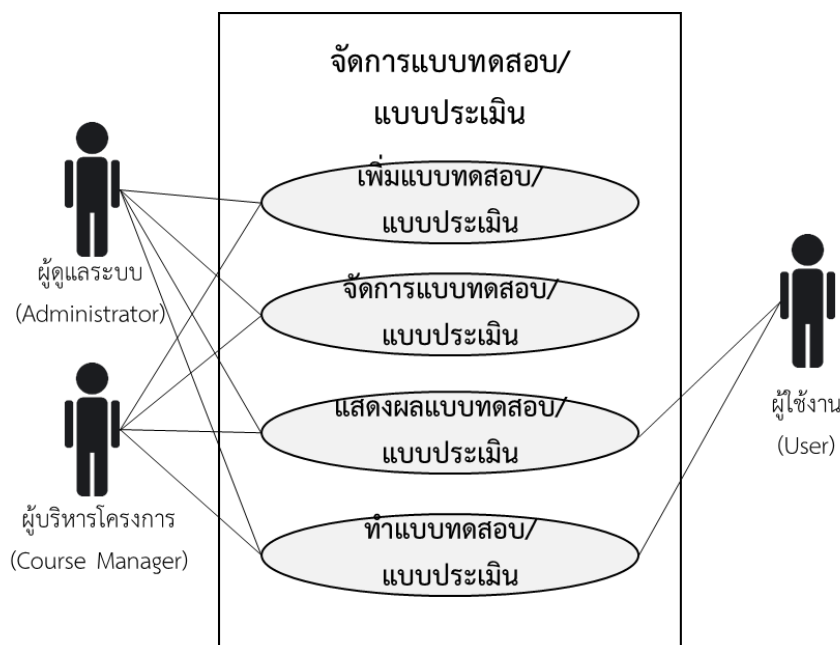 จัดการแบบทดสอบ/
แบบประเมิน
เพิ่มแบบทดสอบ/
แบบประเมิน
จัดการแบบทดสอบ/
แบบประเมิน
แสดงผลแบบทดสอบ/
แบบประเมิน
ทำแบบทดสอบ/
แบบประเมิน
ผู้ดูแลระบบ
(Administrator)
ผู้บริหารโครงการ
(Course Manager)
ผู้ใช้งาน
(User)